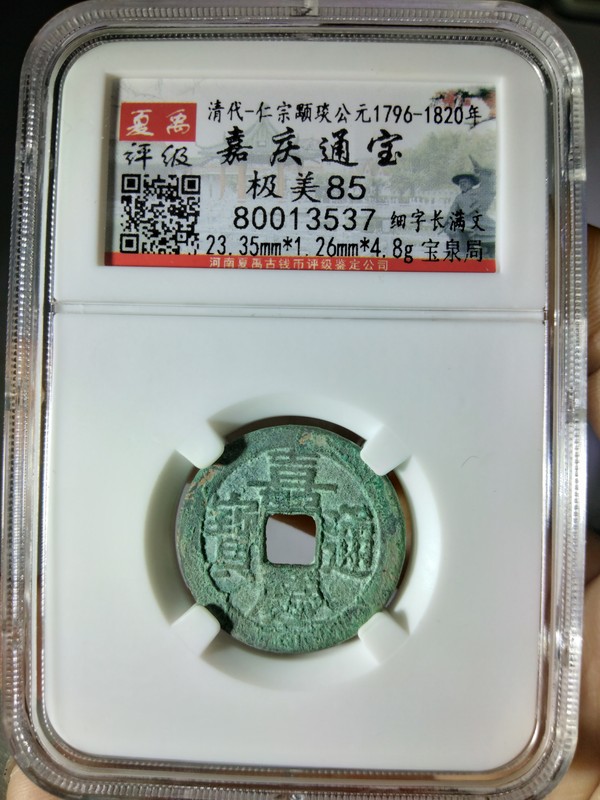 夏禹
评级
清代-仁宗颙琰公元1796-1820年
嘉庆通宝
极美85
80013537 细字长满文
23.35mm*1.26mm*4.8g 宝泉局
河南夏禹古钱币评级鉴定公司
嘉慶通寶